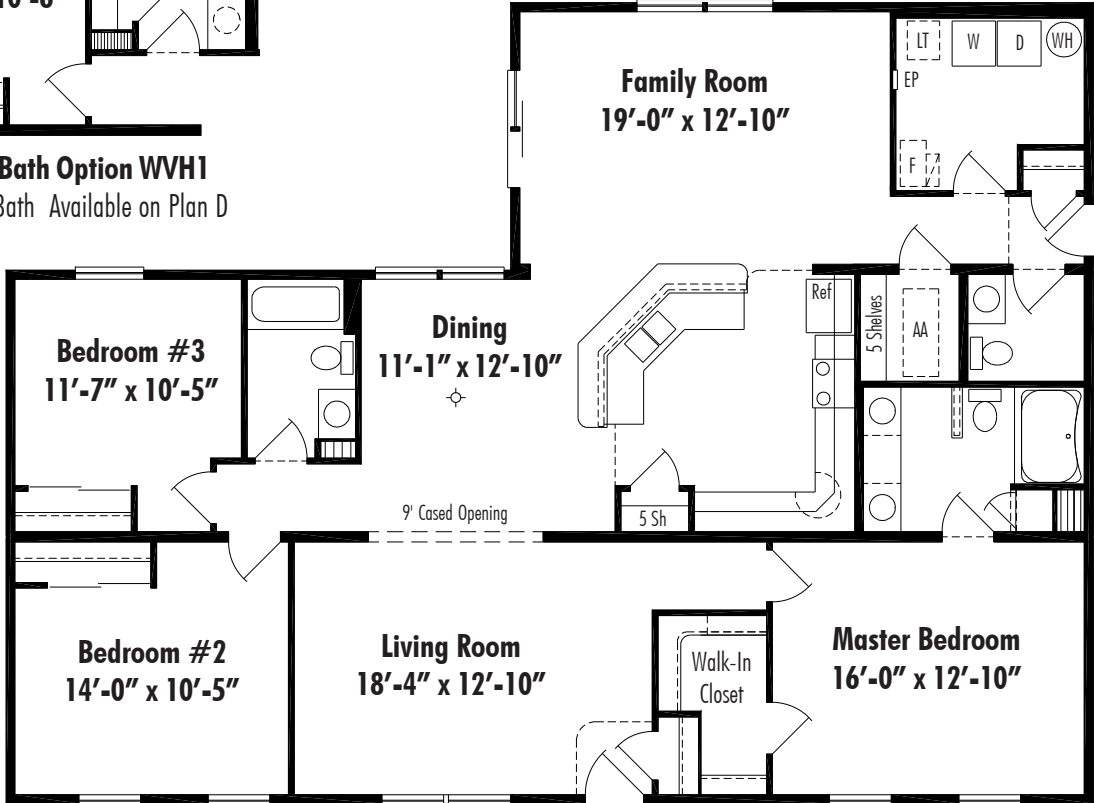 Bath Option WVH1
Bath Available on Plan D
Family Room
19’-0” x 12’-10”
LT
W
D
WH
EP
F
Bedroom #3
11’-7” x 10’-5”
Dining
11’-1” x 12’-10”
Ref
5 Shelves
AA
9' Cased Opening
5 Sh
Bedroom #2
14’-0” x 10’-5”
Living Room
18’-4” x 12’-10”
Walk-In
Closet
Master Bedroom
16’-0” x 12’-10”